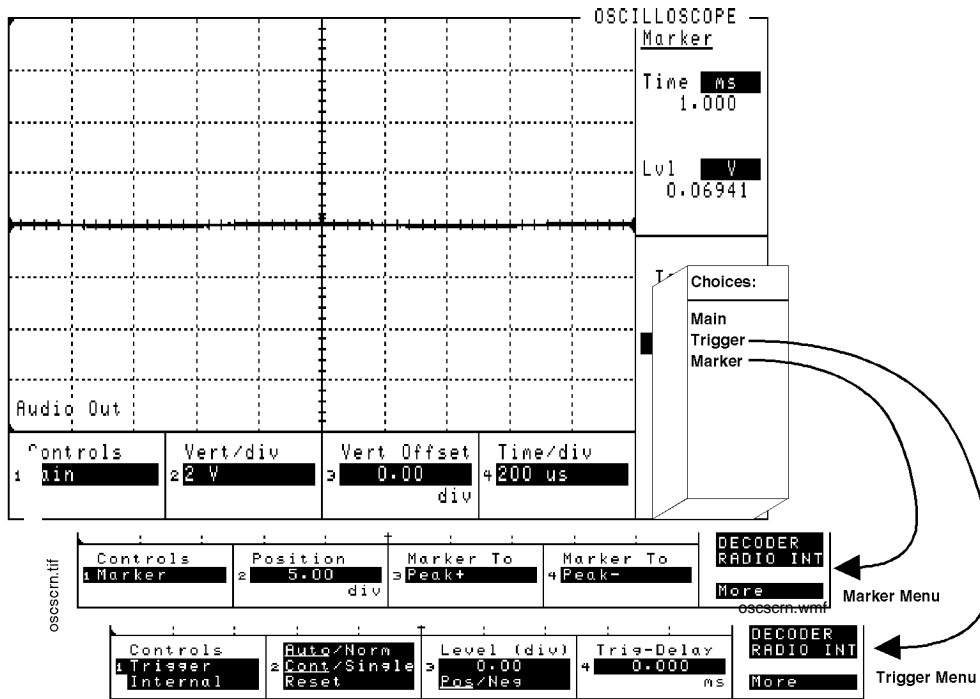 OSCILLOSCOPE
Marker
Time ms
1.000
Lvl V
0.06941
Choices:
Main
Trigger
Marker
Audio Out
Controls
1 ain
Vert/div
2 2 V
Vert Offset
3 0.00
div
Time/div
4 200 us
Controls
1 Marker
Position
2 5.00
div
Marker To
3 Peak+
Marker To
4 Peak-
DECODER
RADIO INT
More
oscscrn.tif
oscscrn.wmf
Marker Menu
Controls
1 Trigger
Internal
Auto/Norm
2 Cont/Single
Reset
Level (div)
3 0.00
Pos/Neg
Trig-Delay
4 0.000
ms
DECODER
RADIO INT
More
Trigger Menu